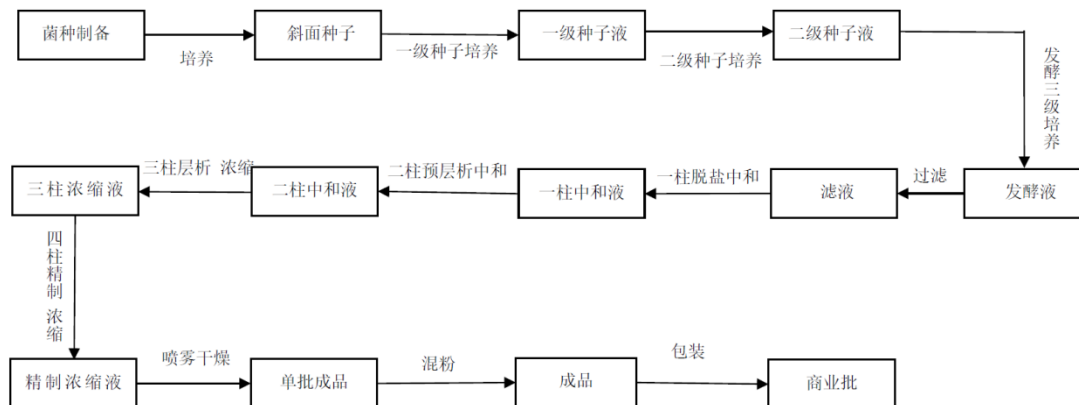 菌种制备
培养
斜面种子
一级种子培养
一级种子液
二级种子培养
二级种子液
发酵三级培养
发酵液
过滤
滤液
一柱脱盐中和
一柱中和液
二柱预层析中和
二柱中和液
三柱层析 浓缩
三柱浓缩液
四柱精制 浓缩
精制浓缩液
喷雾干燥
单批成品
混粉
成品
包装
商业批